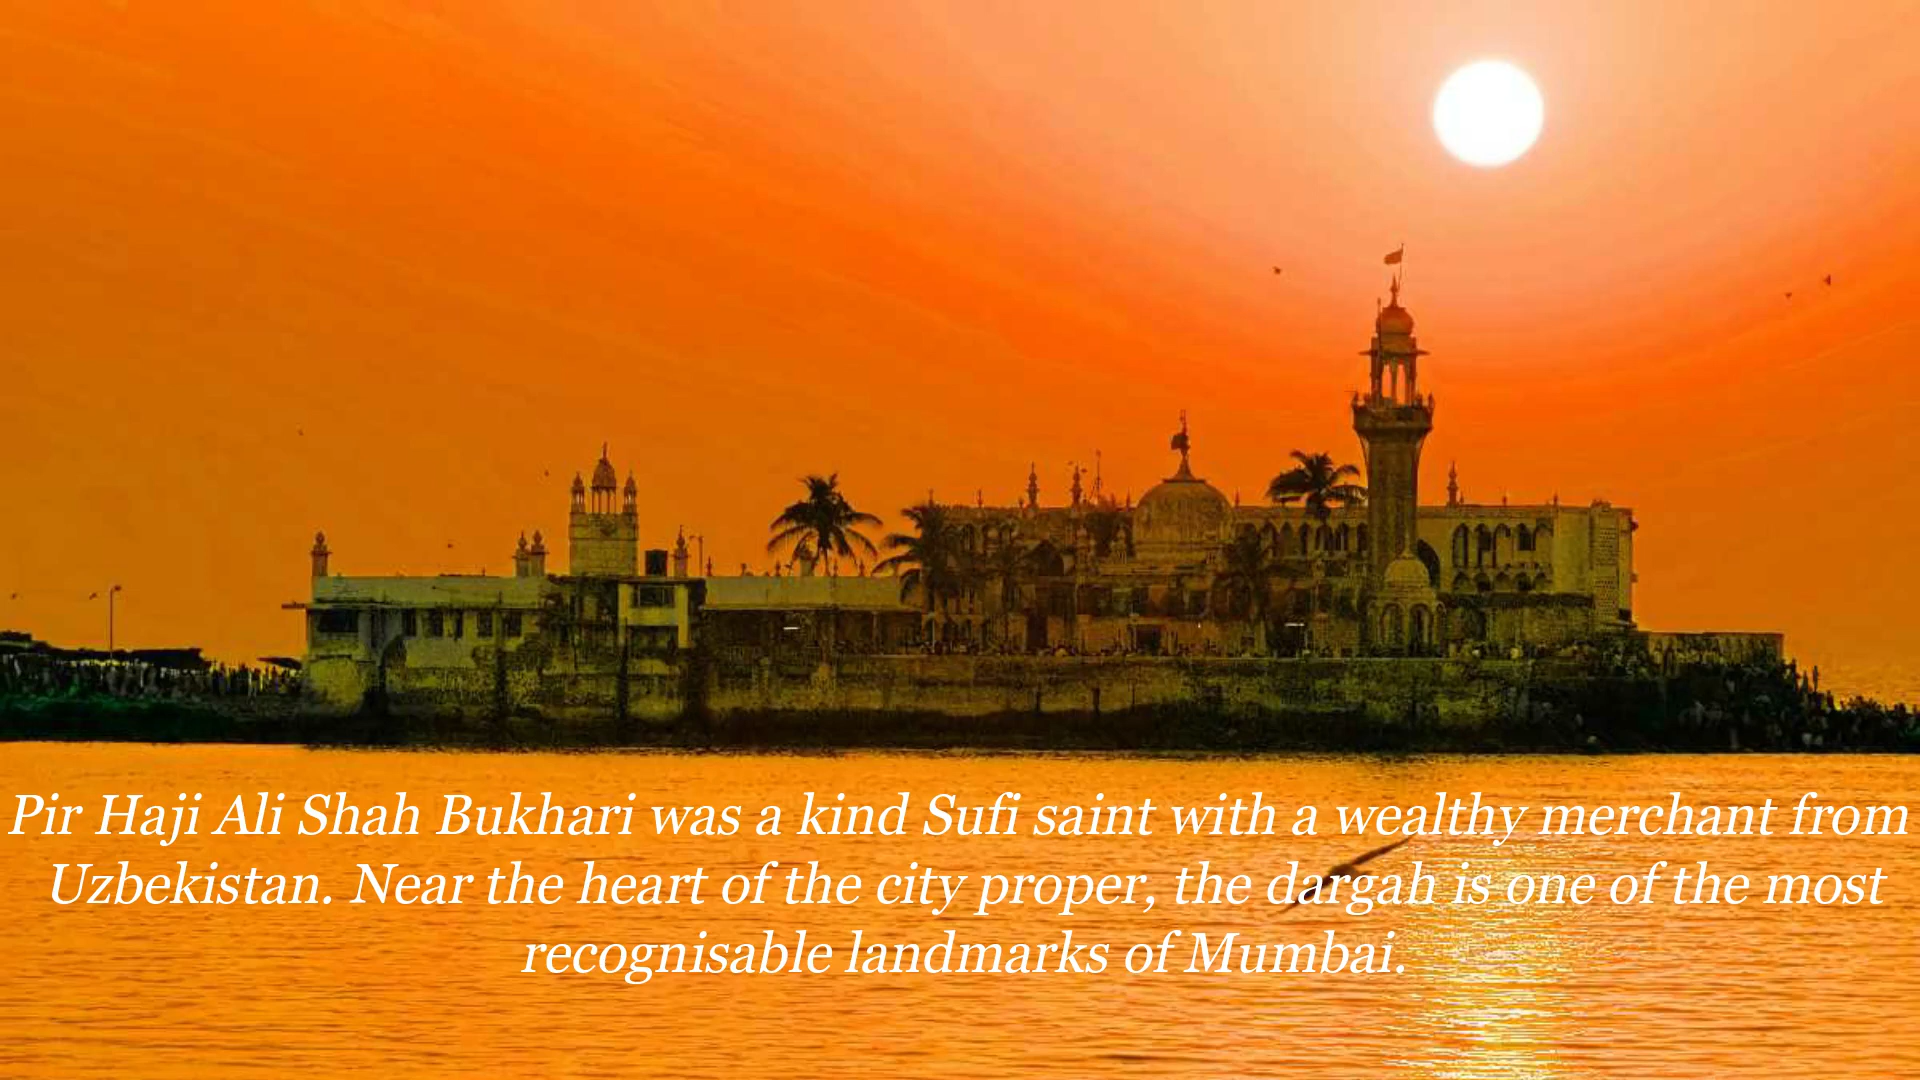 Pir Haji Ali Shah Bukhari was a kind Sufi saint with a wealthy merchant from
Uzbekistan. Near the heart of the city proper, the dargah is one of the most
recognisable landmarks of Mumbai.